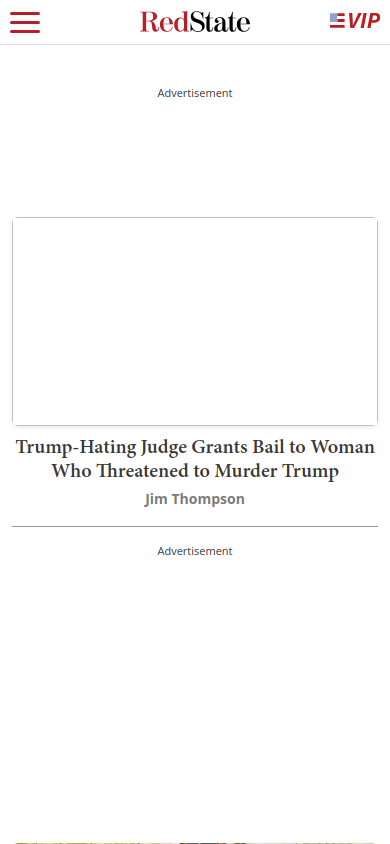 RedState
VIP
Advertisement
Trump-Hating Judge Grants Bail to Woman
Who Threatened to Murder Trump
Jim Thompson
Advertisement